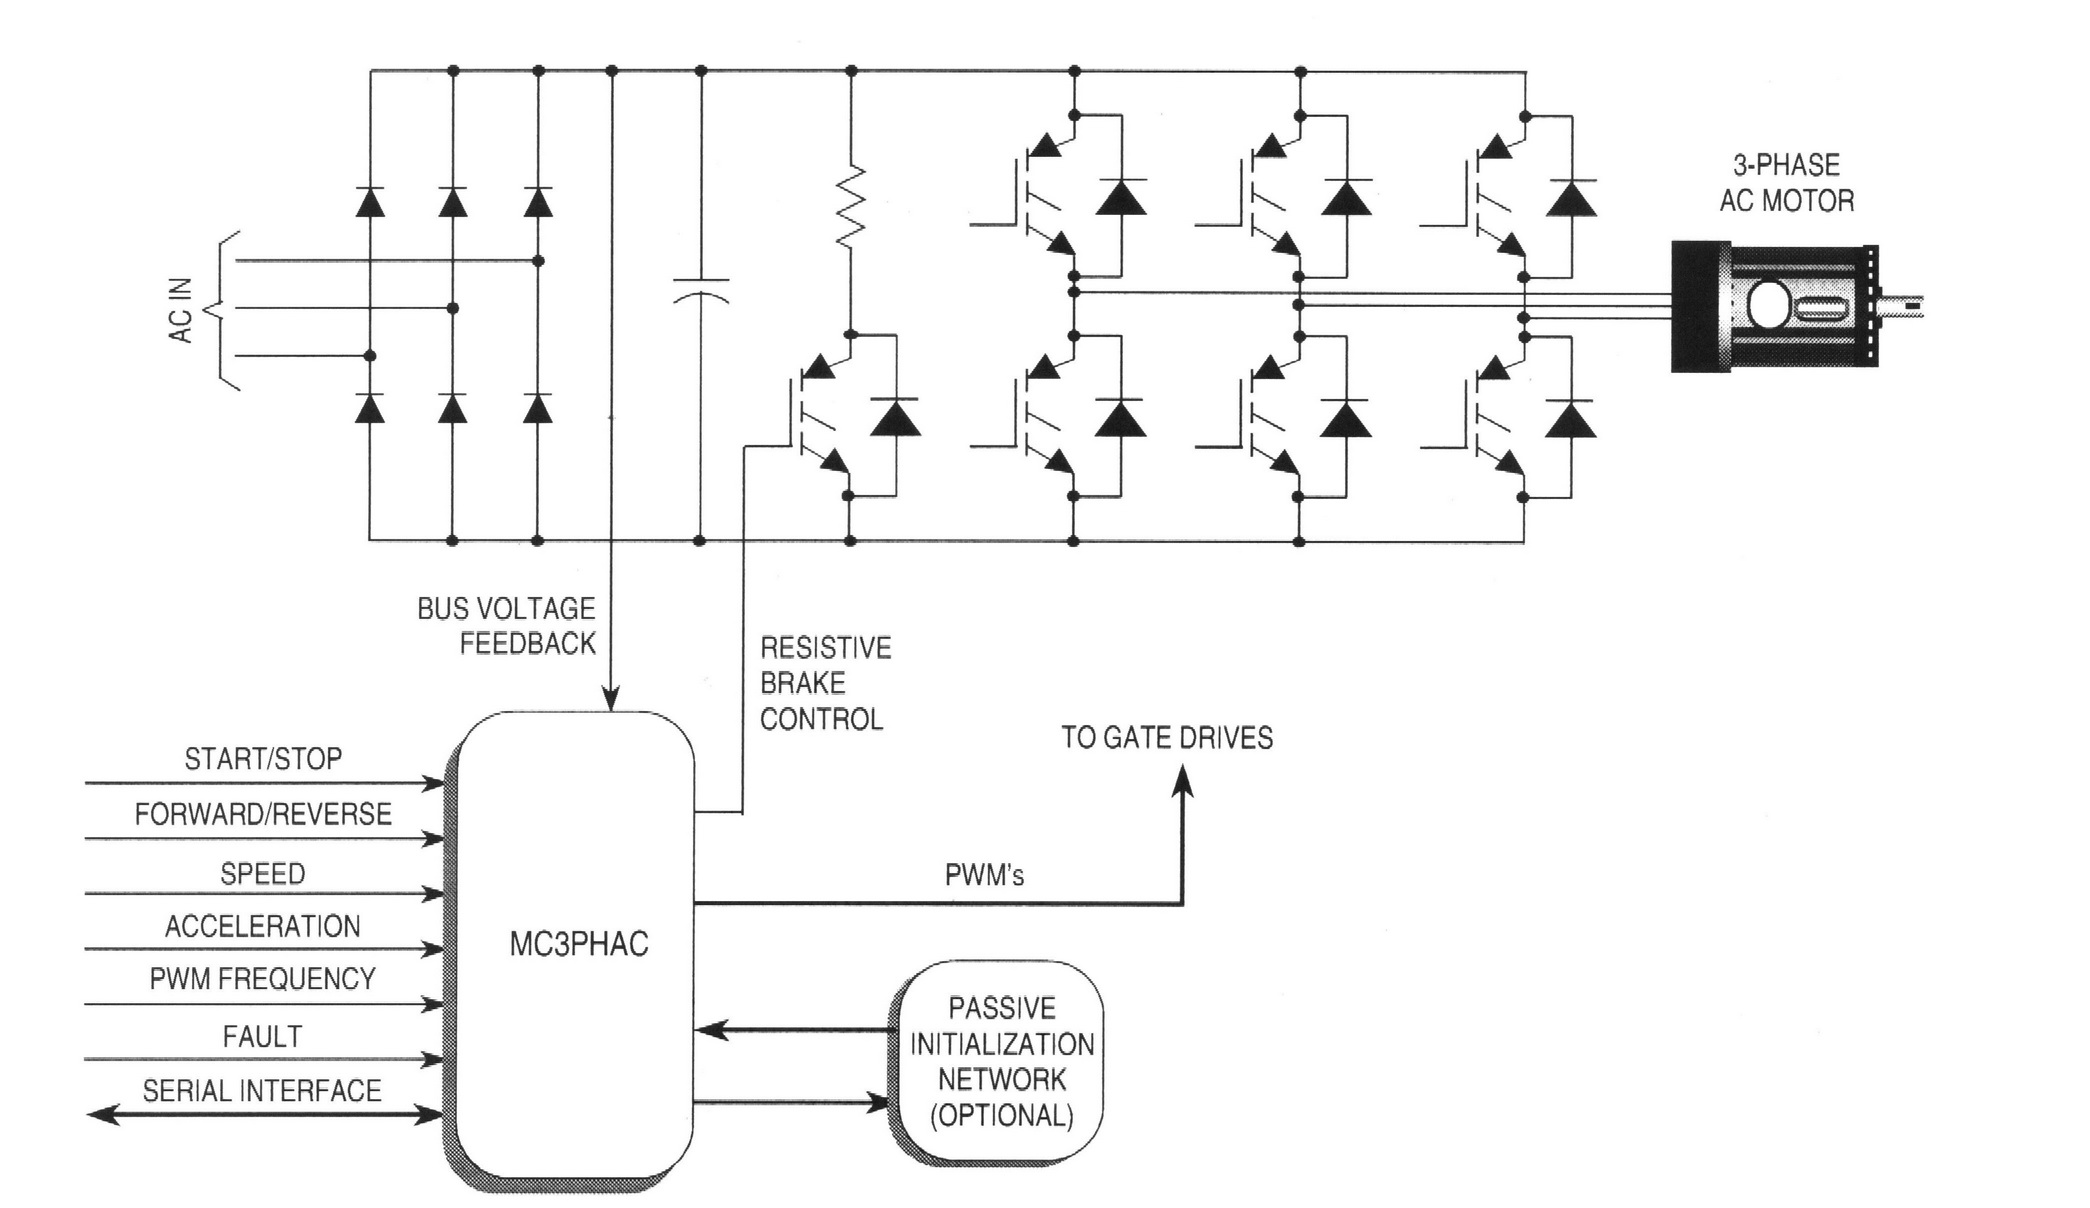 3-PHASE
AC MOTOR
AC IN
BUS VOLTAGE
FEEDBACK
RESISTIVE
BRAKE
CONTROL
TO GATE DRIVES
START/STOP
FORWARD/REVERSE
SPEED
PWM's
ACCELERATION
MC3PHAC
PWM FREQUENCY
FAULT
SERIAL INTERFACE
PASSIVE
INITIALIZATION
NETWORK
(OPTIONAL)